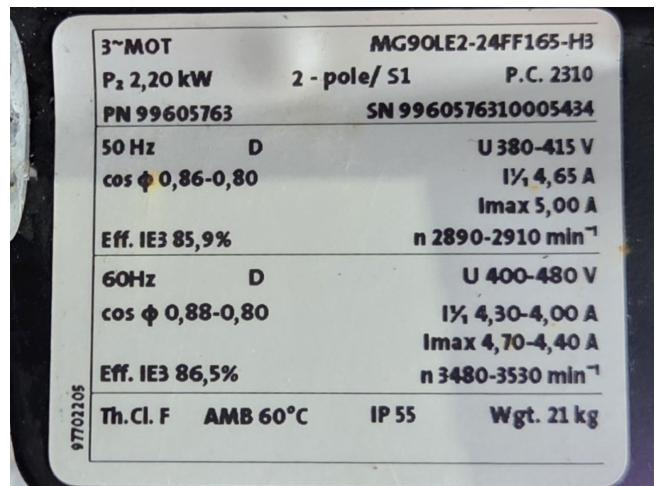 3~MOT MG90LE2-24FF165-H3
P₂ 2,20 kW 2 - pole/ S1 P.C. 2310
PN 99605763 SN 9960576310005434
50 Hz D U 380-415 V
cos ϕ 0,86-0,80 I1/1 4,65 A
Imax 5,00 A
Eff. IE3 85,9% n 2890-2910 min⁻¹
60Hz D U 400-480 V
cos ϕ 0,88-0,80 I1/1 4,30-4,00 A
Imax 4,70-4,40 A
Eff. IE3 86,5% n 3480-3530 min⁻¹
Th.Cl. F AMB 60°C IP 55 Wgt. 21 kg
97702205